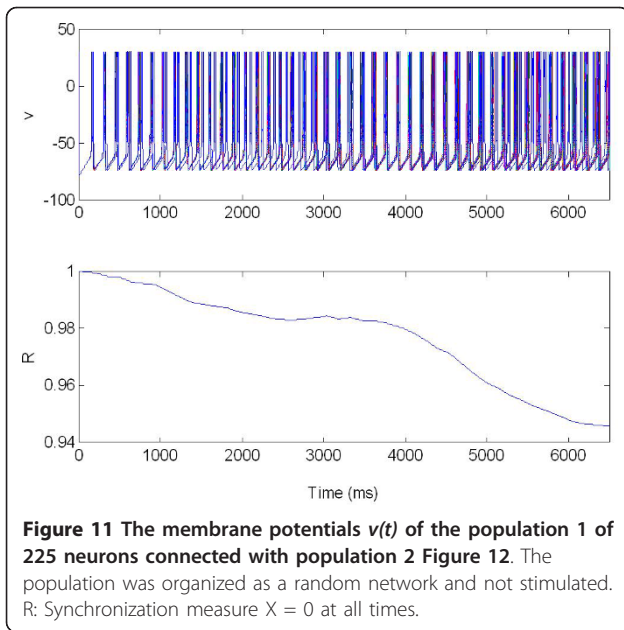 50
0
-50
-100
v
0 1000 2000 3000 4000 5000 6000
1
0.98
0.96
0.94
R
0 1000 2000 3000 4000 5000 6000
Time (ms)
Figure 11 The membrane potentials v(t) of the population 1 of
225 neurons connected with population 2 Figure 12. The
population was organized as a random network and not stimulated.
R: Synchronization measure X = 0 at all times.